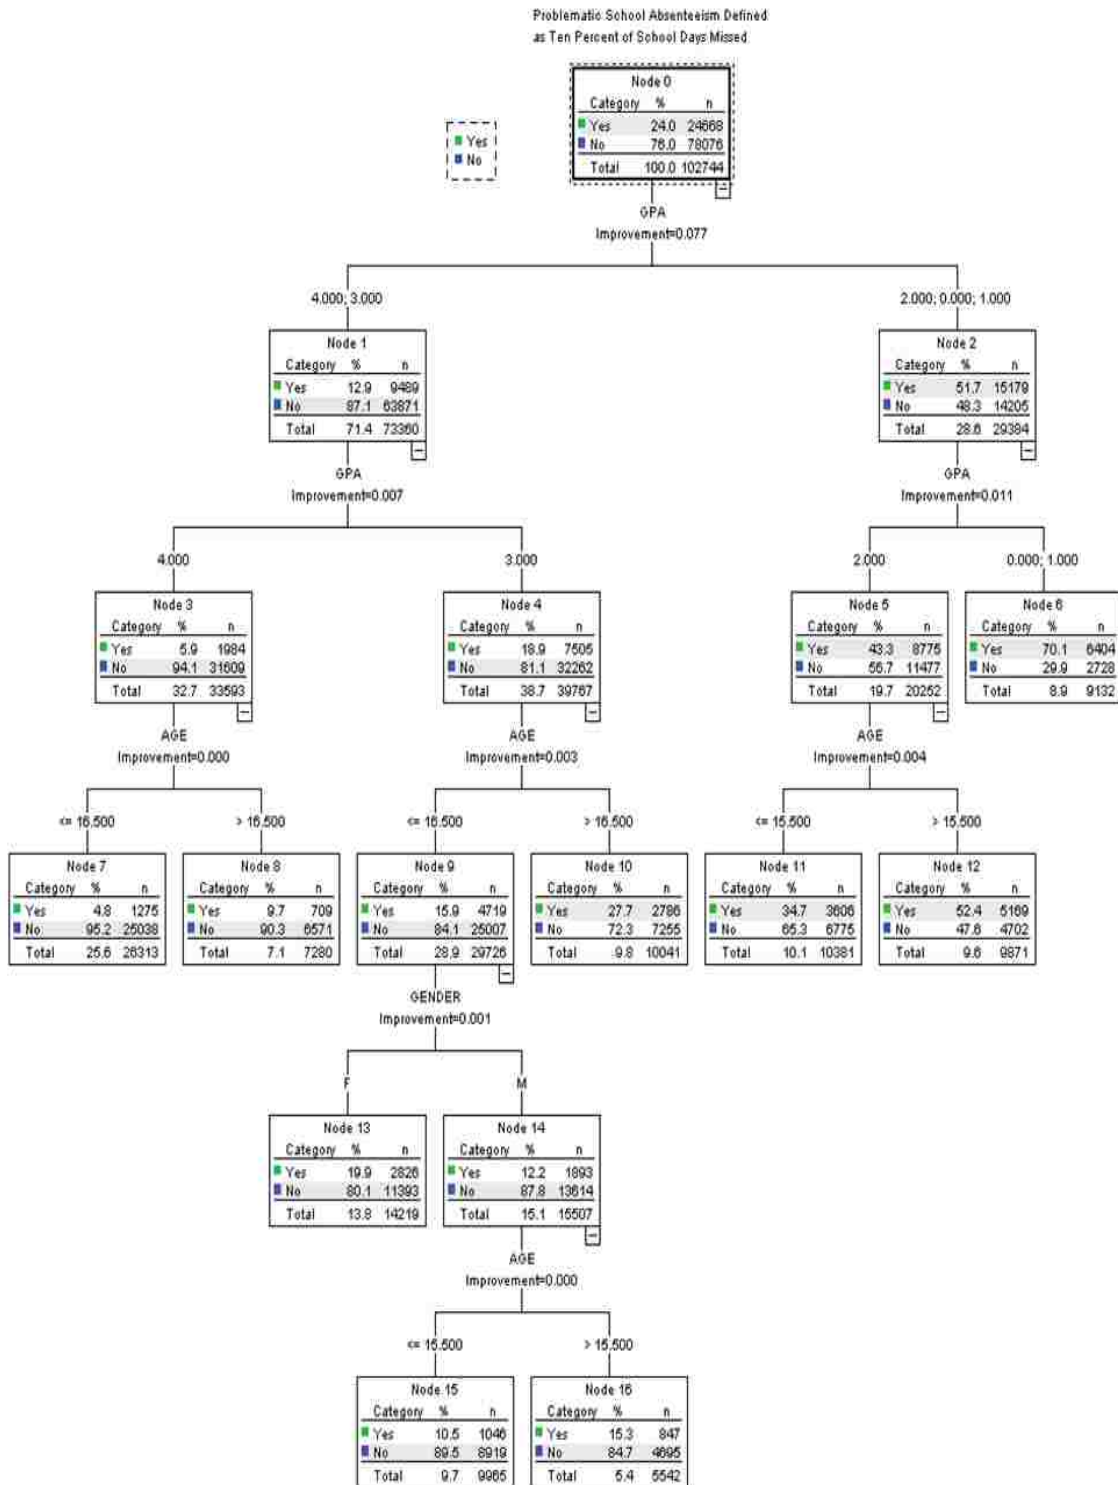 Problematic School Absenteeism Defined
as Ten Percent of School Days Missed
Yes
No
Node 0
Category % n
Yes 24.0 24668
No 76.0 78076
Total 100.0 102744
GPA
Improvement=0.077
4.000; 3.000
2.000; 0.000; 1.000
Node 1
Category % n
Yes 12.9 9489
No 87.1 63871
Total 71.4 73360
Node 2
Category % n
Yes 51.7 15179
No 48.3 14205
Total 28.6 29384
GPA
Improvement=0.007
GPA
Improvement=0.011
4.000
3.000
2.000
0.000; 1.000
Node 3
Category % n
Yes 5.9 1984
No 94.1 31609
Total 32.7 33593
Node 4
Category % n
Yes 18.9 7505
No 81.1 32262
Total 38.7 39767
Node 5
Category % n
Yes 43.3 8775
No 56.7 11477
Total 19.7 20252
Node 6
Category % n
Yes 70.1 6404
No 29.9 2728
Total 8.9 9132
AGE
Improvement=0.000
AGE
Improvement=0.003
AGE
Improvement=0.004
<= 16.500
> 16.500
<= 16.500
> 16.500
<= 15.500
> 15.500
Node 7
Category % n
Yes 4.8 1275
No 95.2 25038
Total 25.6 26313
Node 8
Category % n
Yes 9.7 709
No 90.3 6571
Total 7.1 7280
Node 9
Category % n
Yes 15.9 4719
No 84.1 25007
Total 28.9 29726
Node 10
Category % n
Yes 27.7 2786
No 72.3 7255
Total 9.8 10041
Node 11
Category % n
Yes 34.7 3606
No 65.3 6775
Total 10.1 10381
Node 12
Category % n
Yes 52.4 5169
No 47.6 4702
Total 9.6 9871
GENDER
Improvement=0.001
F
M
Node 13
Category % n
Yes 19.9 2826
No 80.1 11393
Total 13.8 14219
Node 14
Category % n
Yes 12.2 1893
No 87.8 13614
Total 15.1 15507
AGE
Improvement=0.000
<= 15.500
> 15.500
Node 15
Category % n
Yes 10.5 1046
No 89.5 8919
Total 9.7 9965
Node 16
Category % n
Yes 15.3 847
No 84.7 4695
Total 5.4 5542